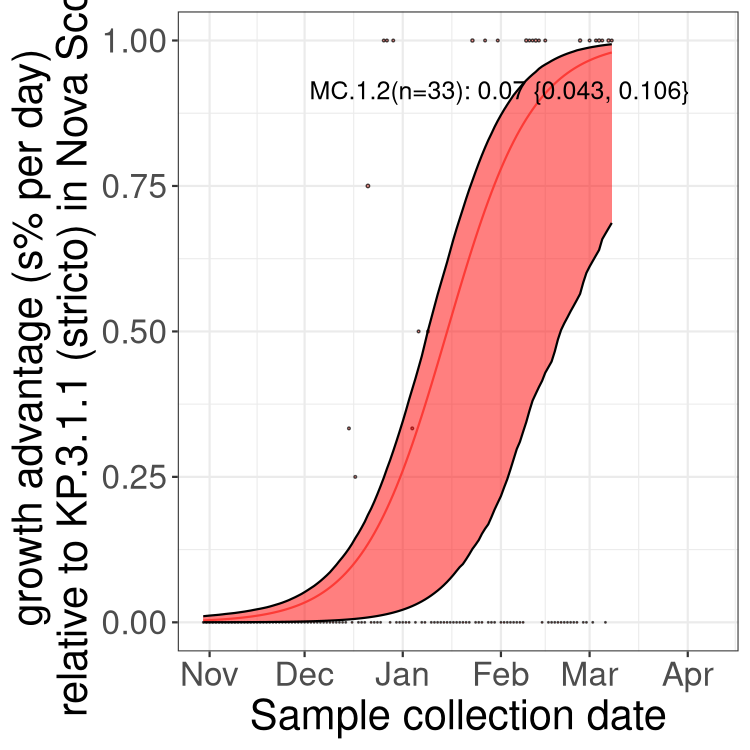 growth advantage (s% per day)
relative to KP.3.1.1 (stricto) in Nova Sco
1.00
0.75
0.50
0.25
0.00
MC.1.2(n=33): 0.07 {0.043, 0.106}
Nov Dec Jan Feb Mar Apr
Sample collection date